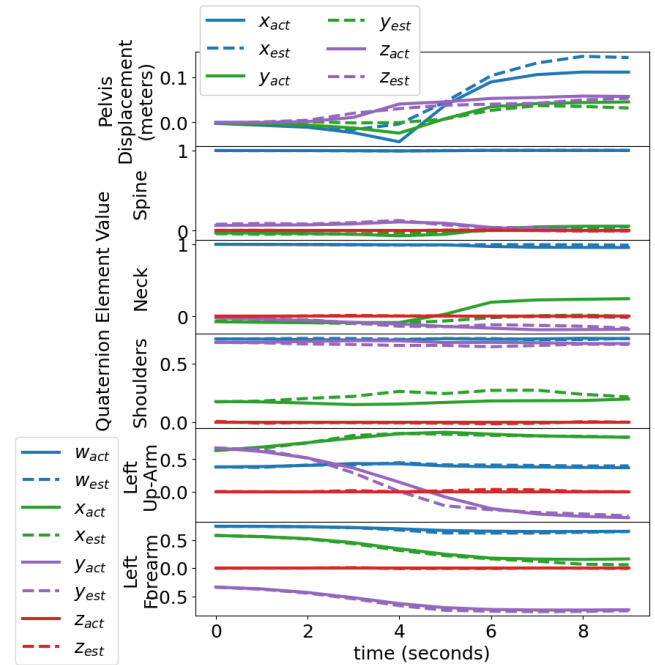 x_act
y_est
x_est
z_act
y_act
z_est
Pelvis
Displacement
(meters)
0.1
0.0
Quaternion Element Value
Spine
1
0
Neck
1
0
Shoulders
0.5
0.0
Left
Up-Arm
0.5
0.0
Left
Forearm
0.5
0.0
0.5
w_act
w_est
x_act
x_est
y_act
y_est
z_act
z_est
0
2
4
6
8
time (seconds)